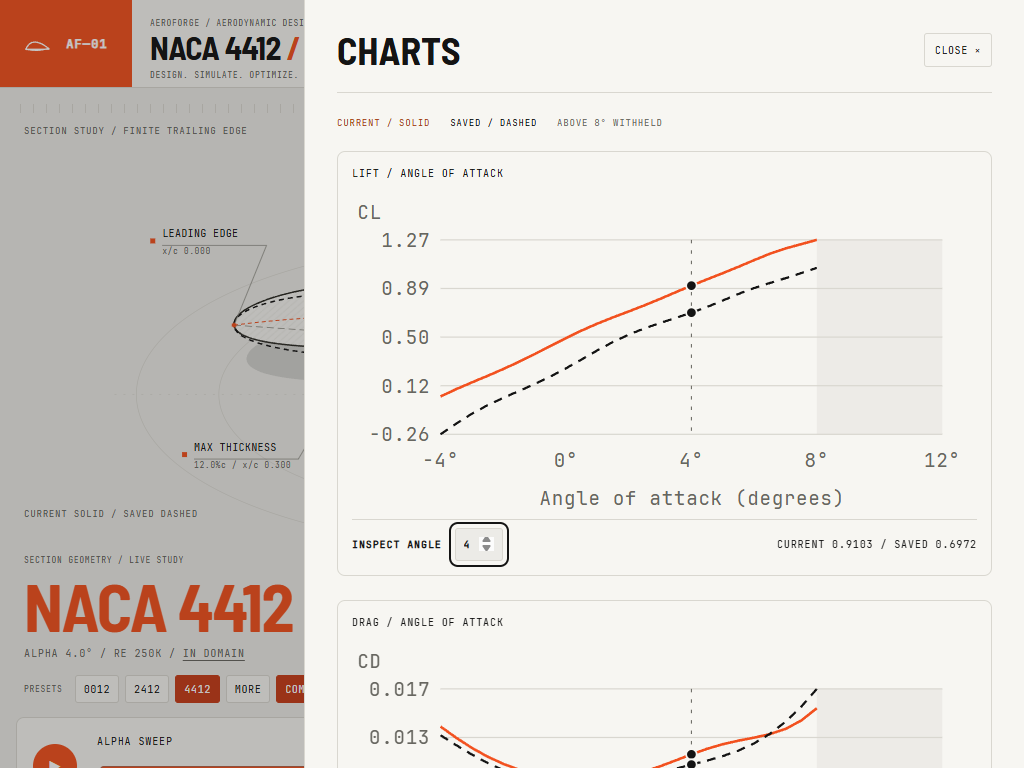 AF—01
AEROFORGE / AERODYNAMIC DESI
NACA 4412 /
DESIGN. SIMULATE. OPTIMIZE.
SECTION STUDY / FINITE TRAILING EDGE
LEADING EDGE
x/c 0.000
MAX THICKNESS
12.0%c / x/c 0.300
CURRENT SOLID / SAVED DASHED
SECTION GEOMETRY / LIVE STUDY
NACA 4412
ALPHA 4.0° / RE 250K / IN DOMAIN
PRESETS 0012 2412 4412 MORE COM
ALPHA SWEEP
CHARTS
CLOSE ×
CURRENT / SOLID SAVED / DASHED ABOVE 8° WITHHELD
LIFT / ANGLE OF ATTACK
CL
1.27
0.89
0.50
0.12
-0.26
-4° 0° 4° 8° 12°
Angle of attack (degrees)
INSPECT ANGLE 4
CURRENT 0.9103 / SAVED 0.6972
DRAG / ANGLE OF ATTACK
CD
0.017
0.013